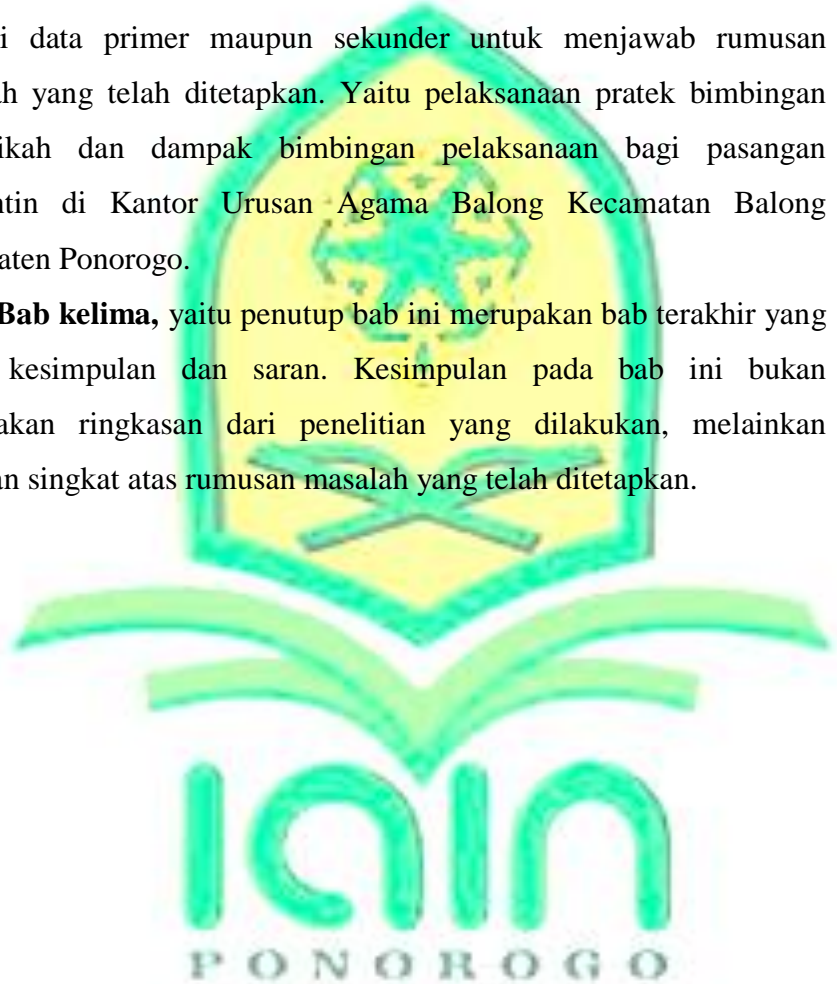 i data primer maupun sekunder untuk menjawab rumusan
ah yang telah ditetapkan. Yaitu pelaksanaan pratek bimbingan
ikah dan dampak bimbingan pelaksanaan bagi pasangan
ntin di Kantor Urusan Agama Balong Kecamatan Balong
aten Ponorogo.
Bab kelima, yaitu penutup bab ini merupakan bab terakhir yang
kesimpulan dan saran. Kesimpulan pada bab ini bukan
akan ringkasan dari penelitian yang dilakukan, melainkan
an singkat atas rumusan masalah yang telah ditetapkan.
IAIN
PONOROGO